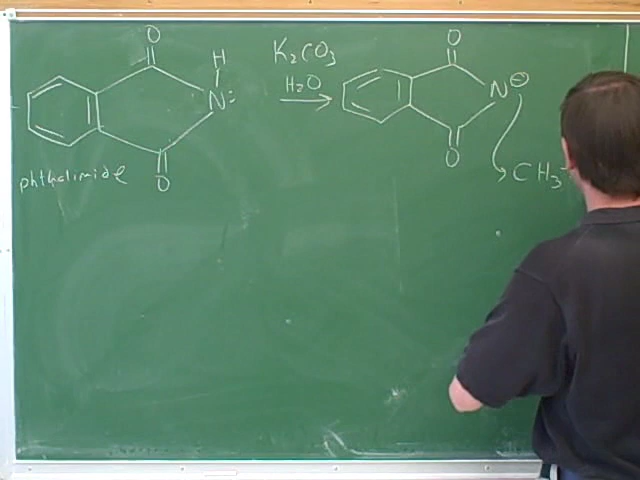 O
H
N:
O
phthalimide
K₂CO₃
H₂O
O
N⊖
O
CH₃-